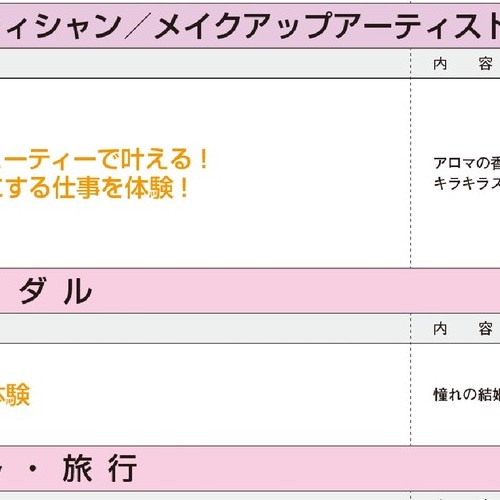 ィシャン／メイクアップアーティスト
内 容
ーティーで叶える！
する仕事を体験！
アロマの香
キラキラス
ダル
内 容
体験
憧れの結婚
・旅行